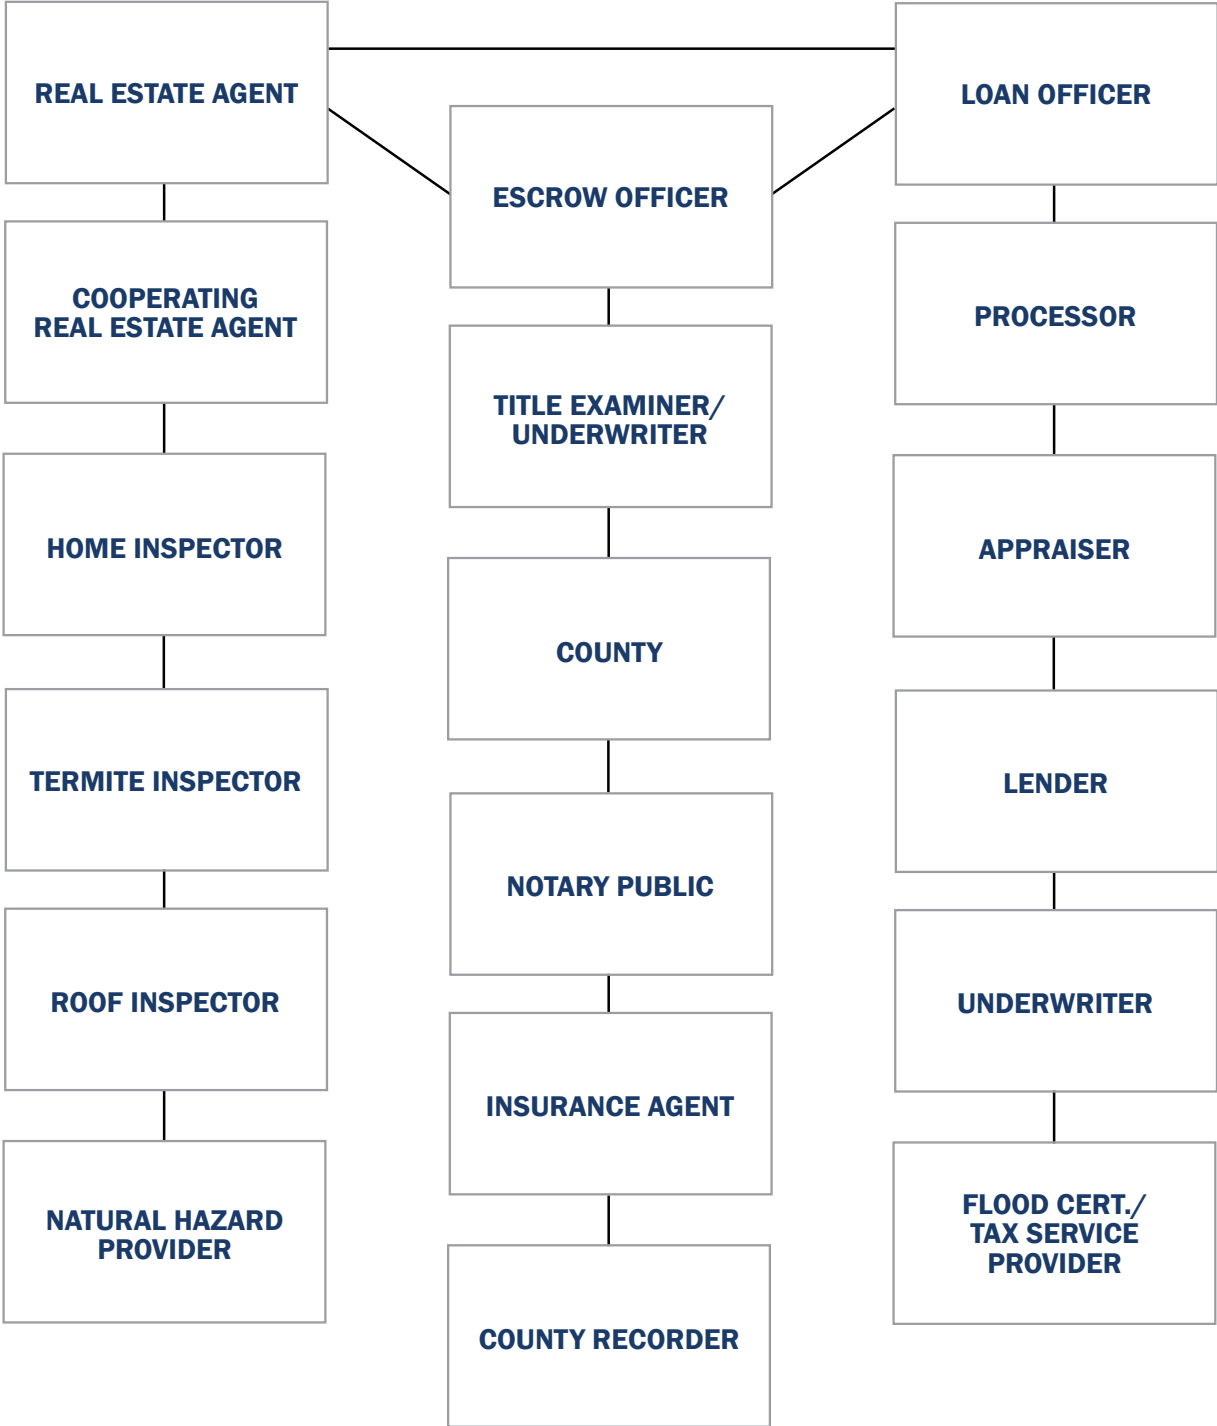 REAL ESTATE AGENT
COOPERATING
REAL ESTATE AGENT
HOME INSPECTOR
TERMITE INSPECTOR
ROOF INSPECTOR
NATURAL HAZARD
PROVIDER
ESCROW OFFICER
TITLE EXAMINER/
UNDERWRITER
COUNTY
NOTARY PUBLIC
INSURANCE AGENT
COUNTY RECORDER
LOAN OFFICER
PROCESSOR
APPRAISER
LENDER
UNDERWRITER
FLOOD CERT./
TAX SERVICE
PROVIDER